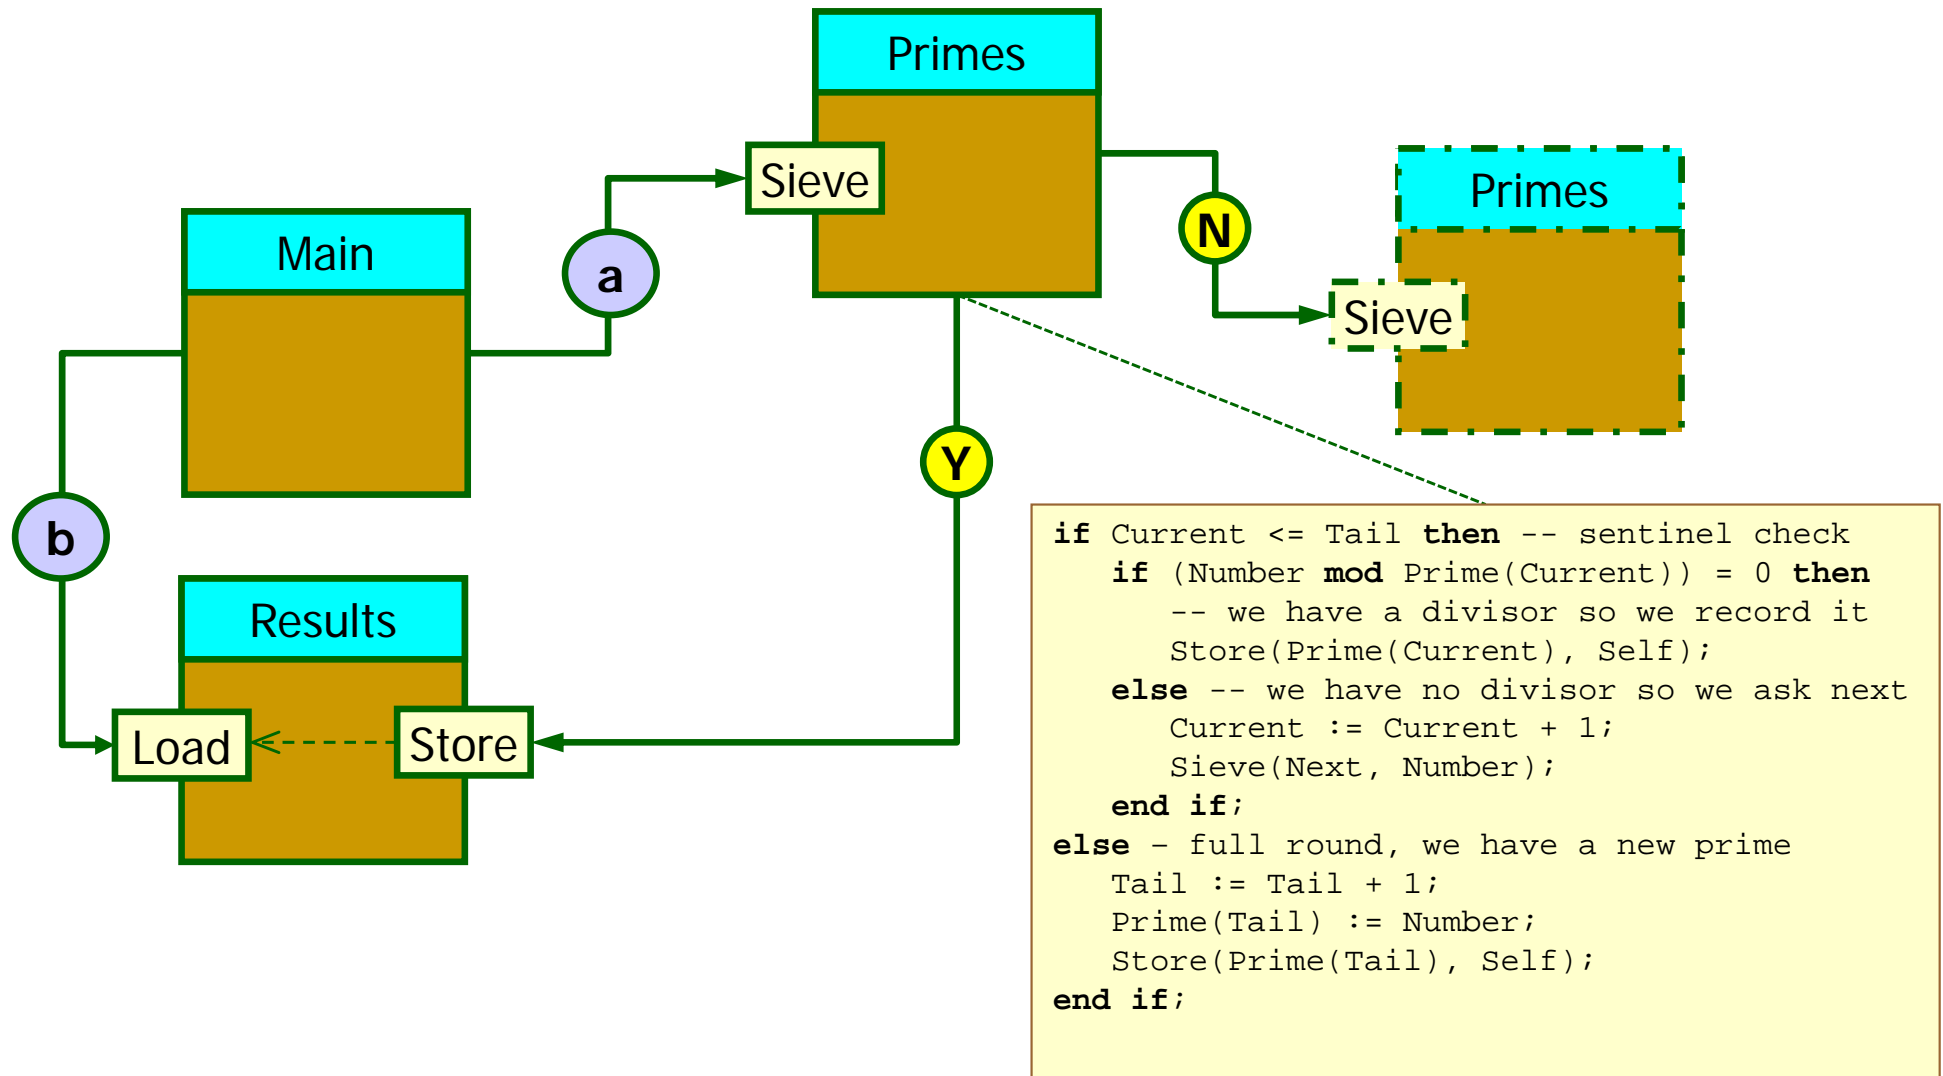 Primes
Sieve
N
Primes
Sieve
Main
a
Y
b
Results
Load
Store
if Current <= Tail then -- sentinel check
   if (Number mod Prime(Current)) = 0 then
      -- we have a divisor so we record it
      Store(Prime(Current), Self);
   else -- we have no divisor so we ask next
      Current := Current + 1;
      Sieve(Next, Number);
   end if;
else – full round, we have a new prime
   Tail := Tail + 1;
   Prime(Tail) := Number;
   Store(Prime(Tail), Self);
end if;